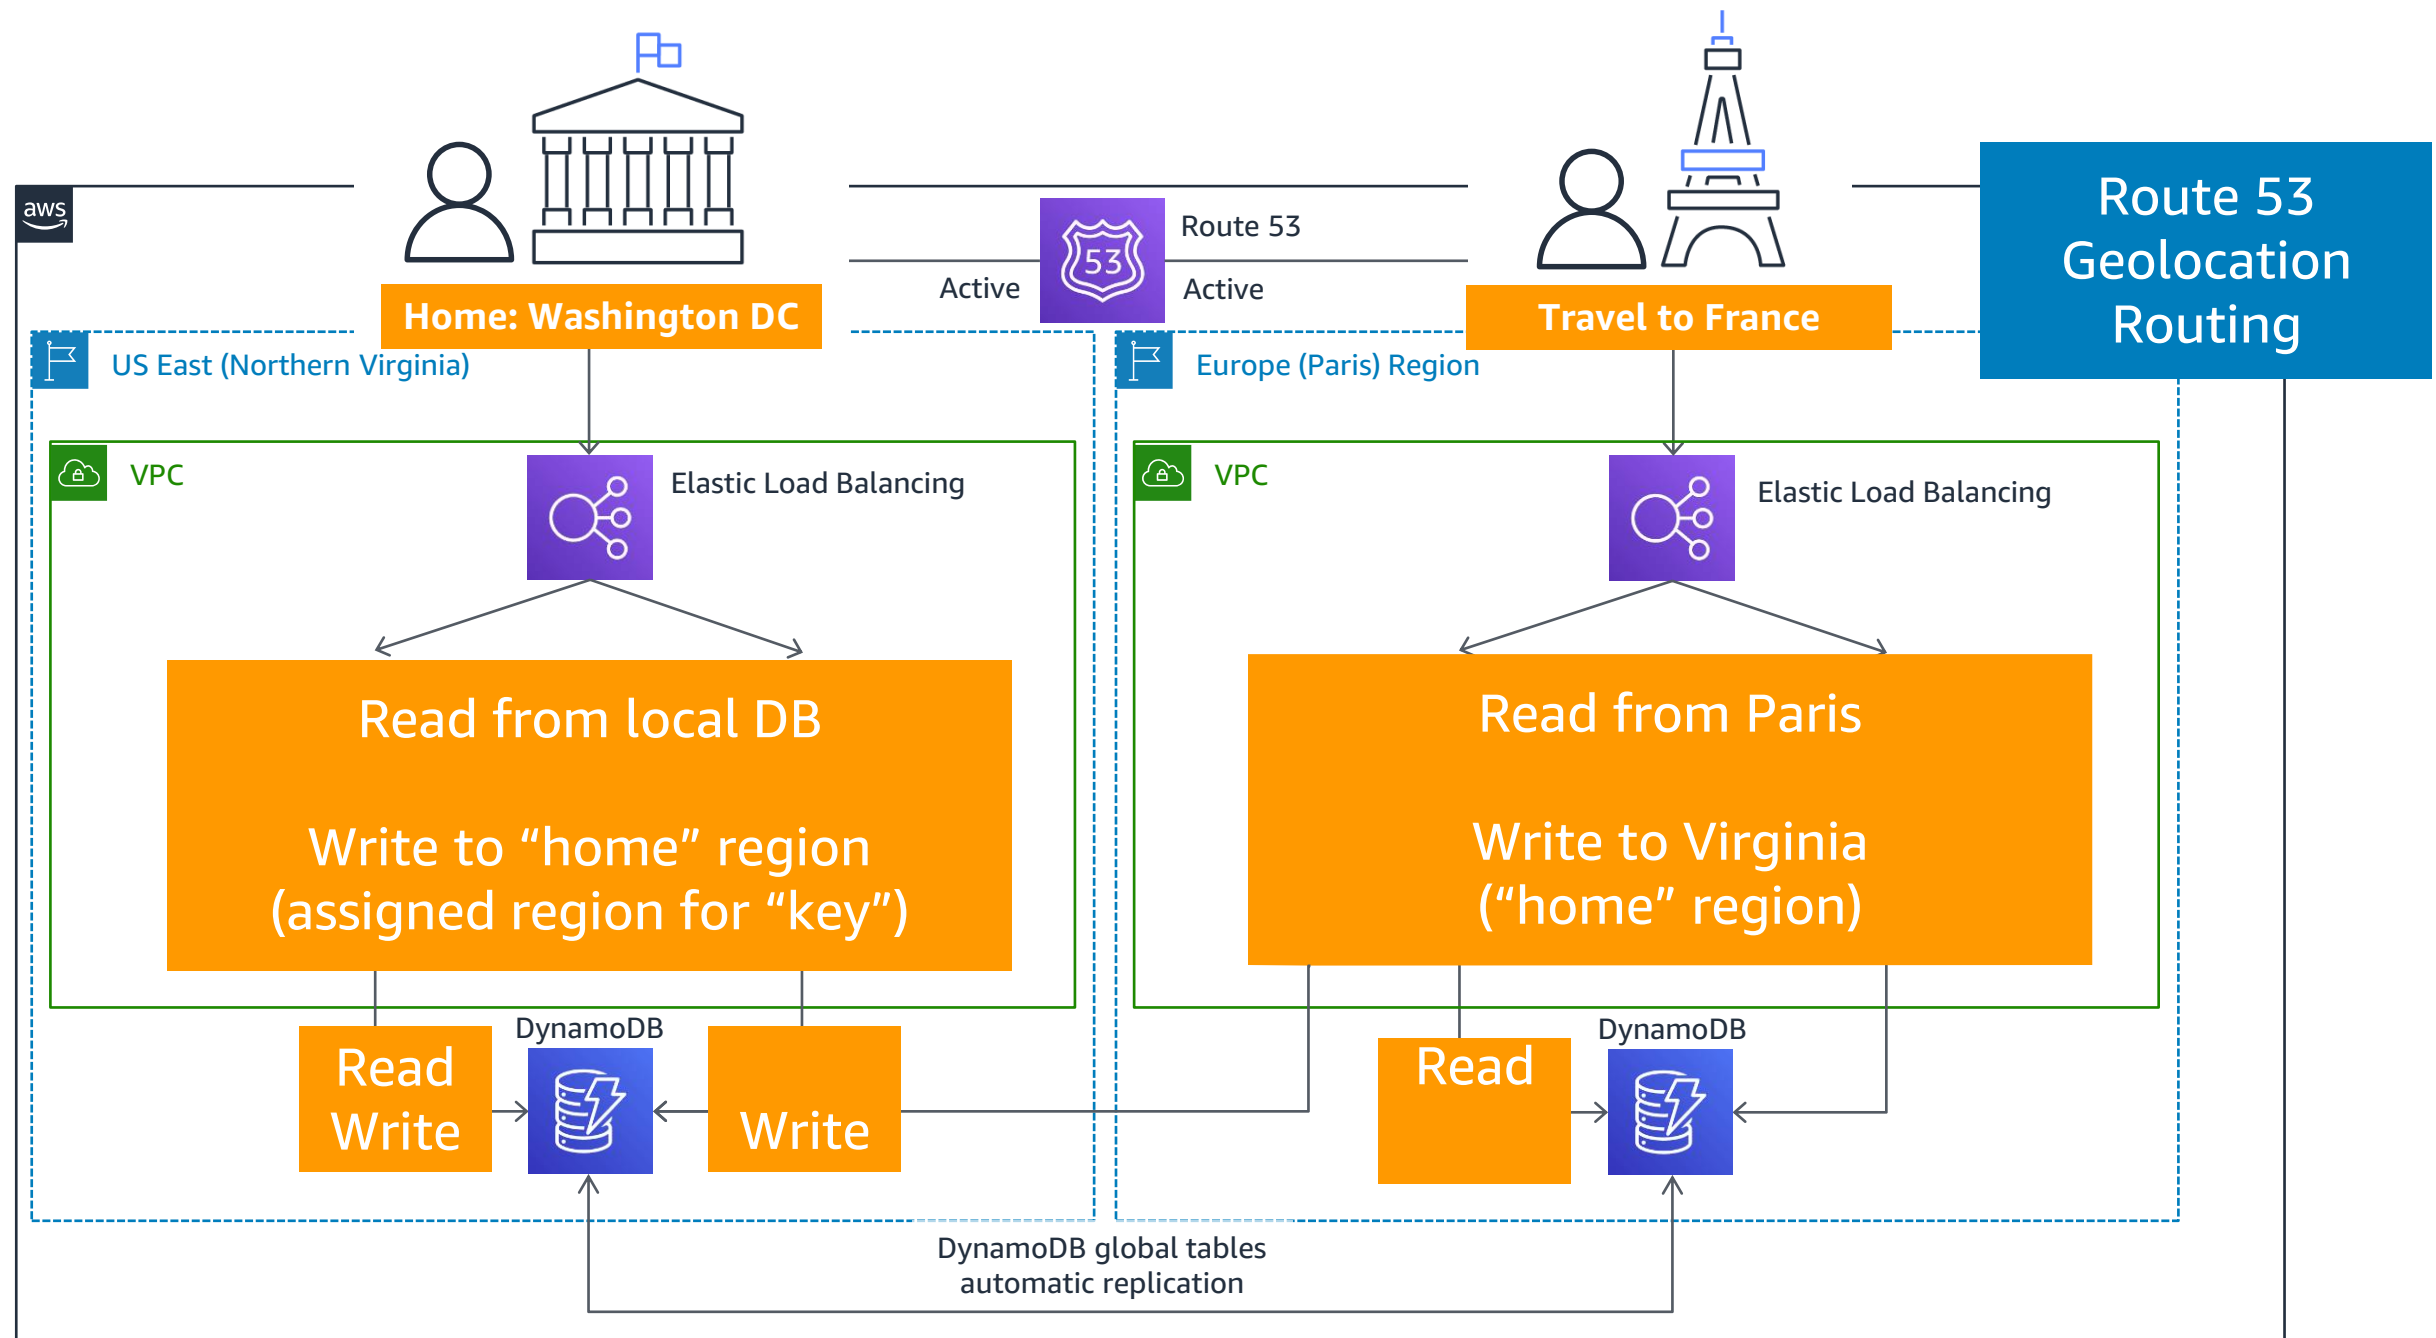 aws
Route 53
Active
53
Active
Route 53
Geolocation
Routing
Home: Washington DC
Travel to France
US East (Northern Virginia)
Europe (Paris) Region
VPC
Elastic Load Balancing
VPC
Elastic Load Balancing
Read from local DB
Write to “home” region
(assigned region for “key”)
Read from Paris
Write to Virginia
(“home” region)
DynamoDB
Read
Write
Write
DynamoDB
Read
DynamoDB global tables
automatic replication